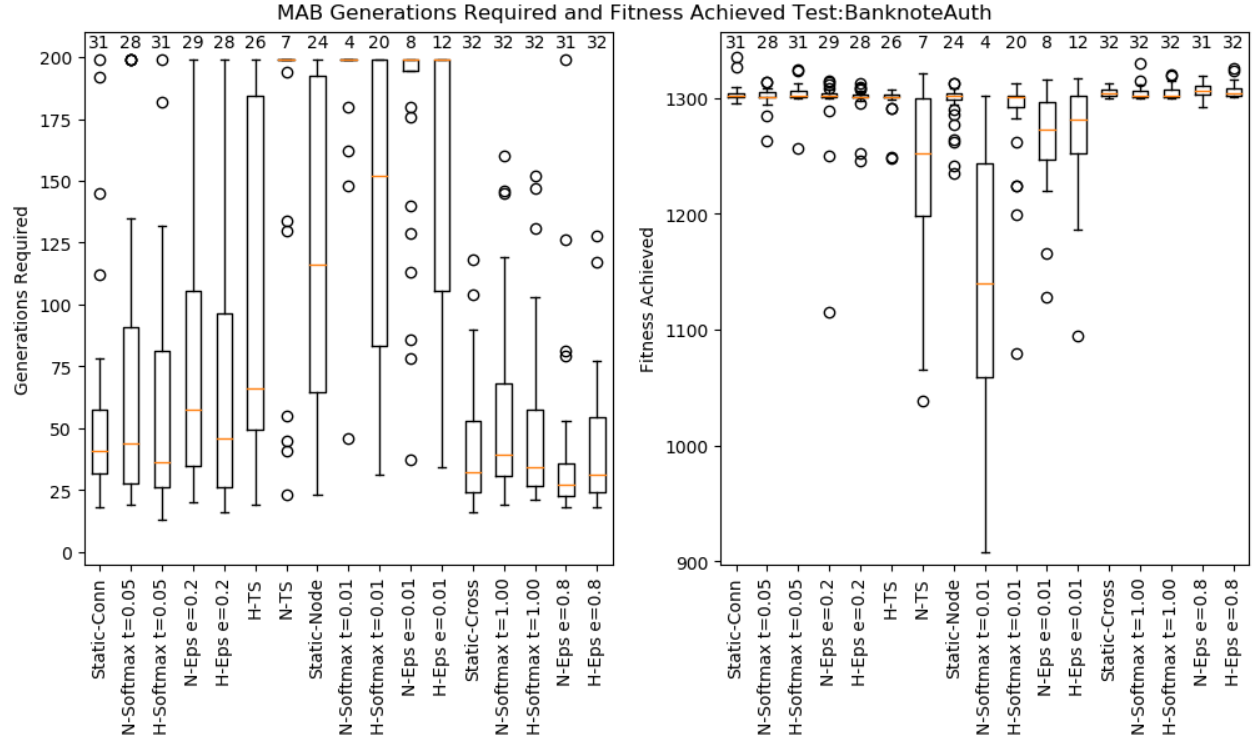 MAB Generations Required and Fitness Achieved Test:BanknoteAuth
31 28 31 29 28 26 7 24 4 20 8 12 32 32 32 31 32
200
175
150
125
100
75
50
25
0
Generations Required
Static-Conn
N-Softmax t=0.05
H-Softmax t=0.05
N-Eps e=0.2
H-Eps e=0.2
H-TS
N-TS
Static-Node
N-Softmax t=0.01
H-Softmax t=0.01
N-Eps e=0.01
H-Eps e=0.01
Static-Cross
N-Softmax t=1.00
H-Softmax t=1.00
N-Eps e=0.8
H-Eps e=0.8
31 28 31 29 28 26 7 24 4 20 8 12 32 32 32 31 32
1300
1200
1100
1000
900
Fitness Achieved
Static-Conn
N-Softmax t=0.05
H-Softmax t=0.05
N-Eps e=0.2
H-Eps e=0.2
H-TS
N-TS
Static-Node
N-Softmax t=0.01
H-Softmax t=0.01
N-Eps e=0.01
H-Eps e=0.01
Static-Cross
N-Softmax t=1.00
H-Softmax t=1.00
N-Eps e=0.8
H-Eps e=0.8